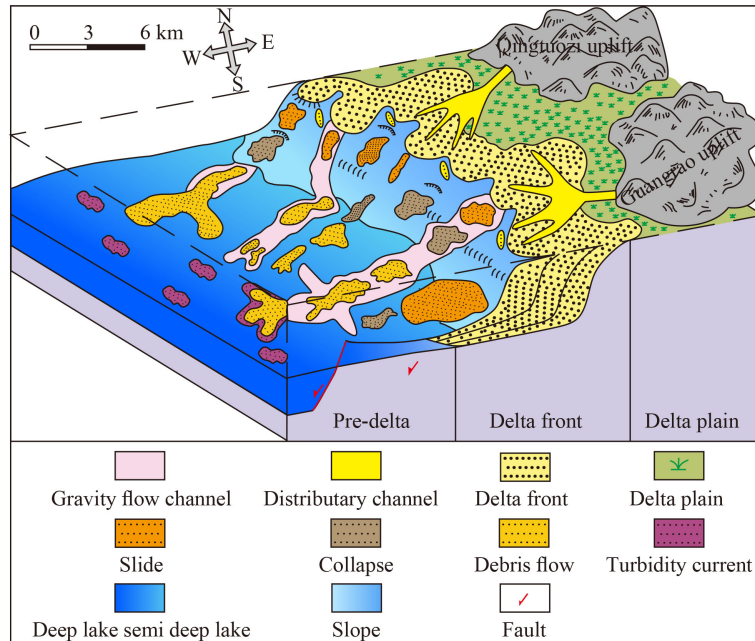 0 3 6 km
N
W E
S
Qingtuozi uplift
Guangrao uplift
Pre-delta Delta front Delta plain
Gravity flow channel Distributary channel Delta front Delta plain
Slide Collapse Debris flow Turbidity current
Deep lake semi deep lake Slope Fault